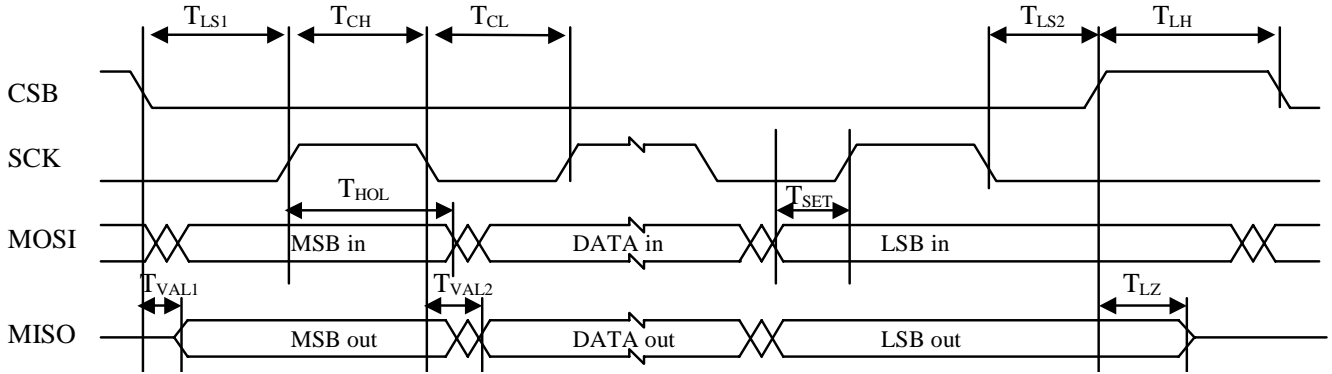 TLS1 TCH TCL TLS2 TLH
CSB
SCK
THOL TSET
MOSI MSB in DATA in LSB in
TVAL1 TVAL2 TLZ
MISO MSB out DATA out LSB out